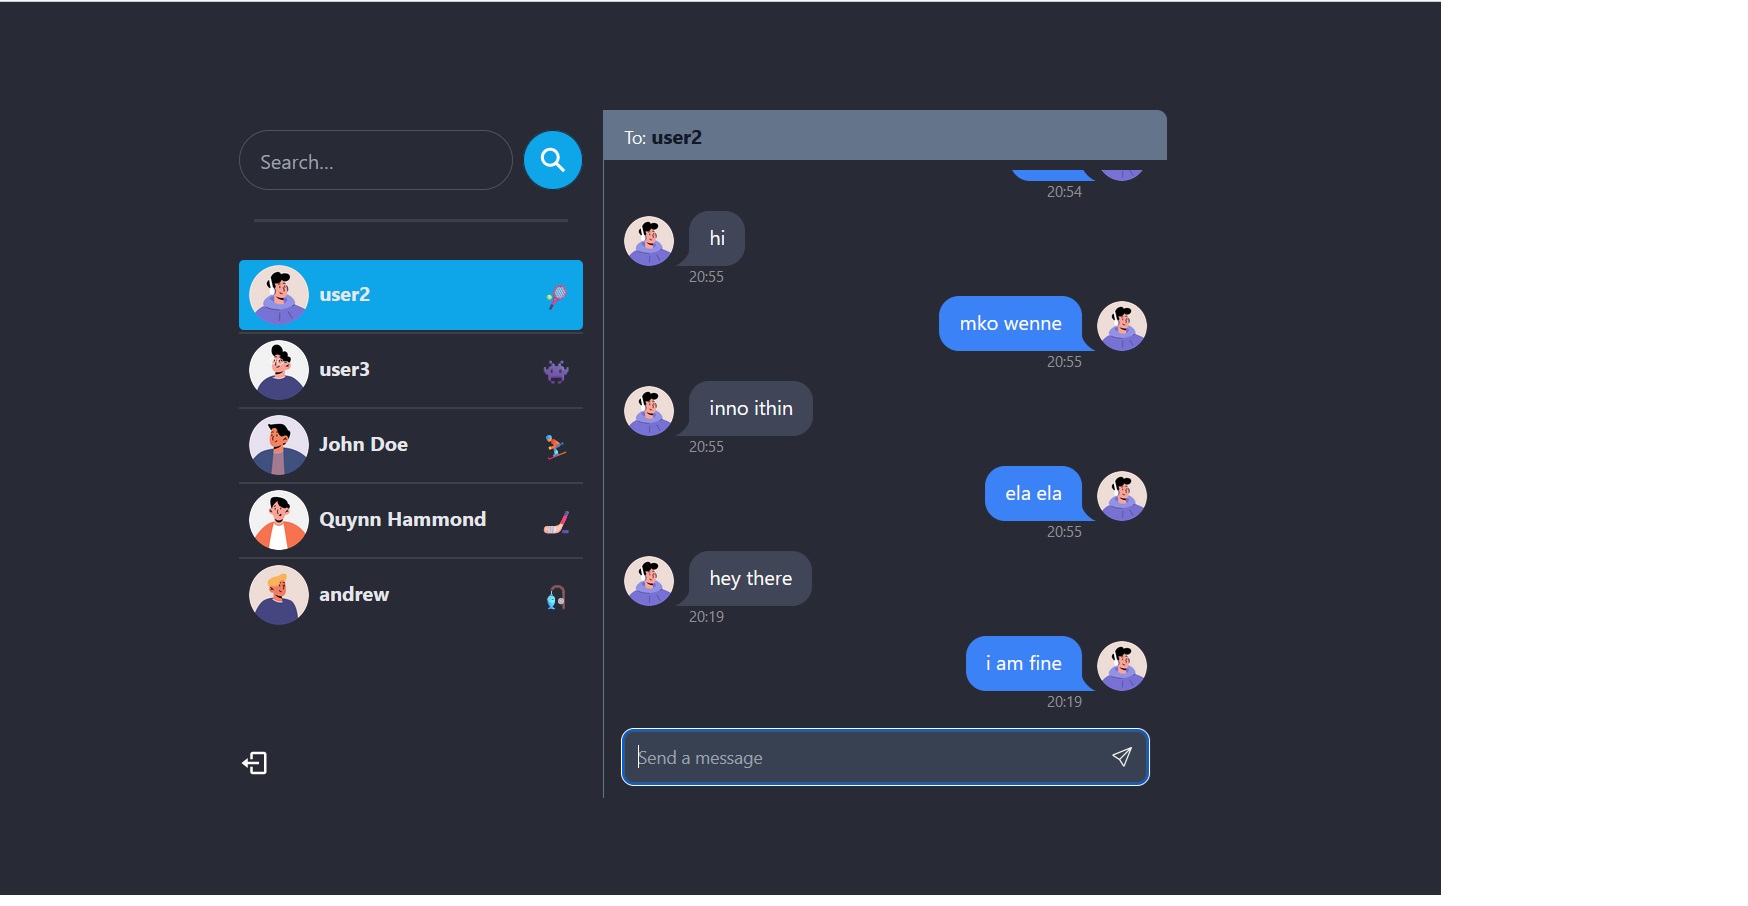 Search...
user2
user3
John Doe
Quynn Hammond
andrew
To: user2
20:54
hi
20:55
mko wenne
20:55
inno ithin
20:55
ela ela
20:55
hey there
20:19
i am fine
20:19
Send a message